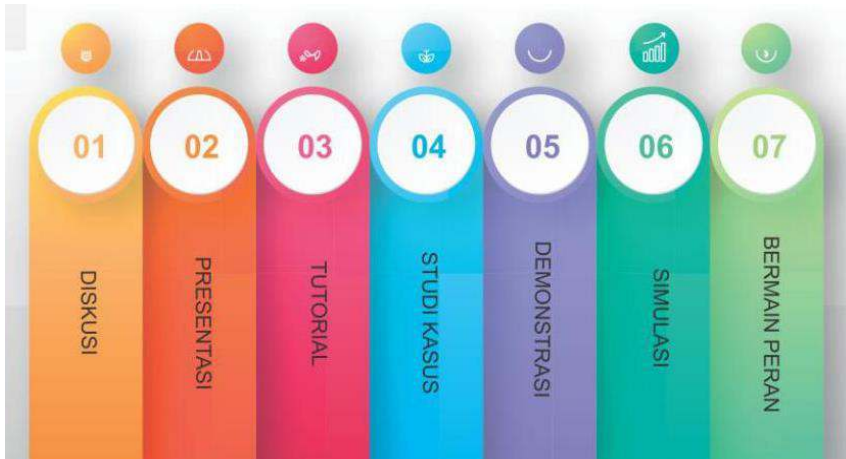 01
DISKUSI
02
PRESENTASI
03
TUTORIAL
04
STUDI KASUS
05
DEMONSTRASI
06
SIMULASI
07
BERMAIN PERAN